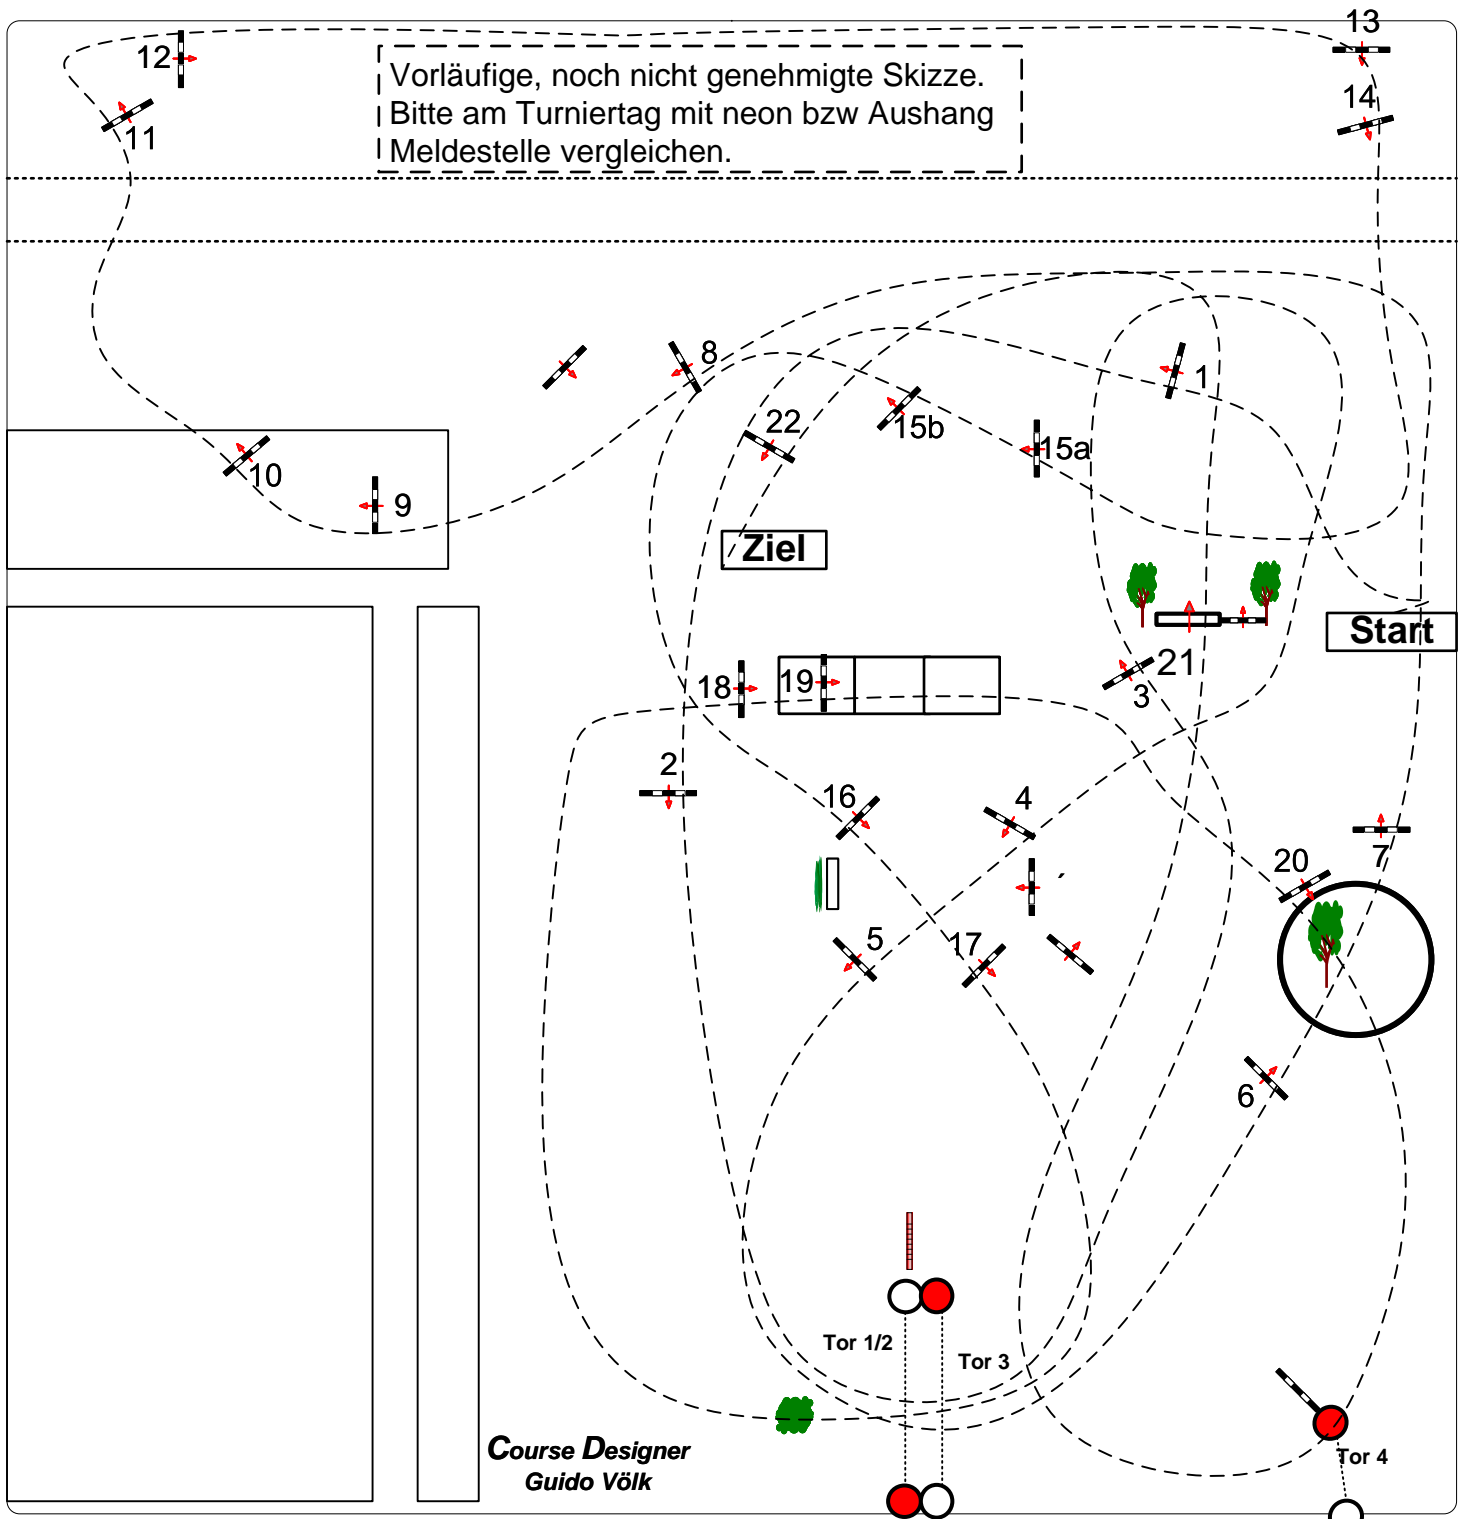 13
12
Vorläufige, noch nicht genehmigte Skizze.
Bitte am Turniertag mit neon bzw Aushang
Meldestelle vergleichen.
14
11
8
1
22
15b
15a
10
9
Ziel
Start
21
18
19
3
2
16
4
7
20
5
17
6
Tor 1/2
Tor 3
Course Designer
Guido Völk
Tor 4